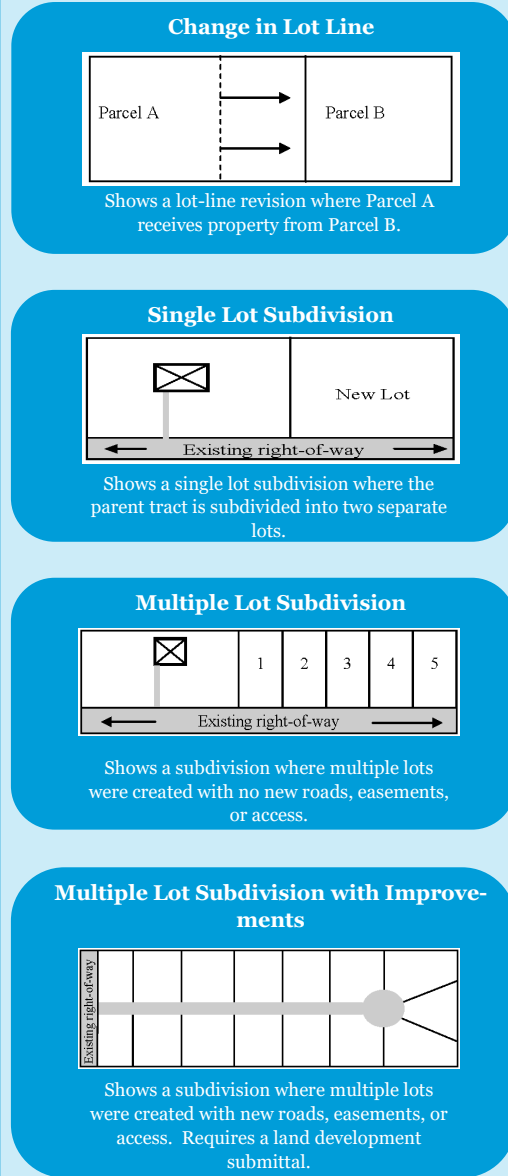 Change in Lot Line
Parcel A
Parcel B
Shows a lot-line revision where Parcel A
receives property from Parcel B.
Single Lot Subdivision
New Lot
Existing right-of-way
Shows a single lot subdivision where the
parent tract is subdivided into two separate
lots.
Multiple Lot Subdivision
1 2 3 4 5
Existing right-of-way
Shows a subdivision where multiple lots
were created with no new roads, easements,
or access.
Multiple Lot Subdivision with Improve-
ments
Existing right-of-way
Shows a subdivision where multiple lots
were created with new roads, easements, or
access. Requires a land development
submittal.